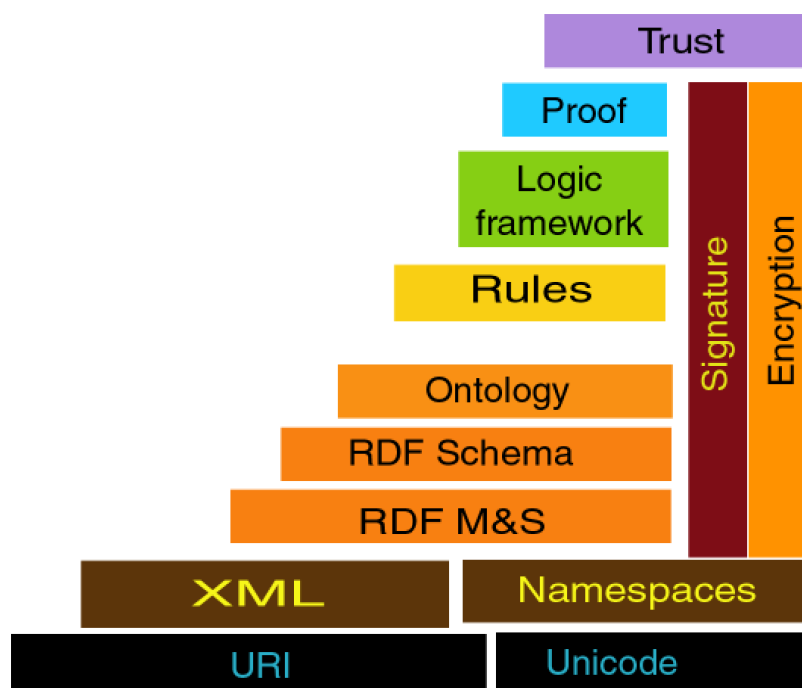 Trust
Proof
Logic
framework
Rules
Ontology
RDF Schema
RDF M&S
Signature
Encryption
XML
Namespaces
URI
Unicode